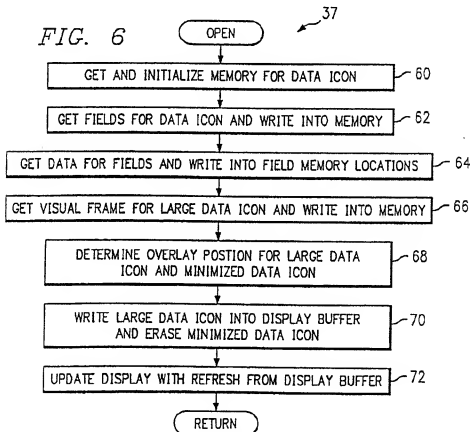 FIG. 6
37
OPEN
GET AND INITIALIZE MEMORY FOR DATA ICON
60
GET FIELDS FOR DATA ICON AND WRITE INTO MEMORY
62
GET DATA FOR FIELDS AND WRITE INTO FIELD MEMORY LOCATIONS
64
GET VISUAL FRAME FOR LARGE DATA ICON AND WRITE INTO MEMORY
66
DETERMINE OVERLAY POSTION FOR LARGE DATA
ICON AND MINIMIZED DATA ICON
68
WRITE LARGE DATA ICON INTO DISPLAY BUFFER
AND ERASE MINIMIZED DATA ICON
70
UPDATE DISPLAY WITH REFRESH FROM DISPLAY BUFFER
72
RETURN